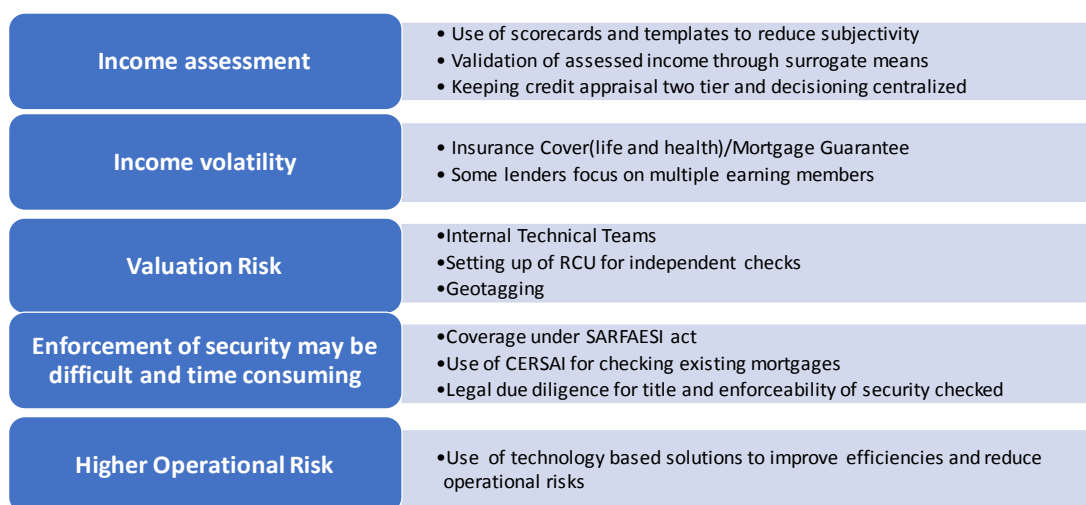 Income assessment
• Use of scorecards and templates to reduce subjectivity
• Validation of assessed income through surrogate means
• Keeping credit appraisal two tier and decisioning centralized
Income volatility
• Insurance Cover(life and health)/Mortgage Guarantee
• Some lenders focus on multiple earning members
Valuation Risk
•Internal Technical Teams
•Setting up of RCU for independent checks
•Geotagging
Enforcement of security may be
difficult and time consuming
•Coverage under SARFAESI act
•Use of CERSAI for checking existing mortgages
•Legal due diligence for title and enforceability of security checked
Higher Operational Risk
•Use of technology based solutions to improve efficiencies and reduce
operational risks